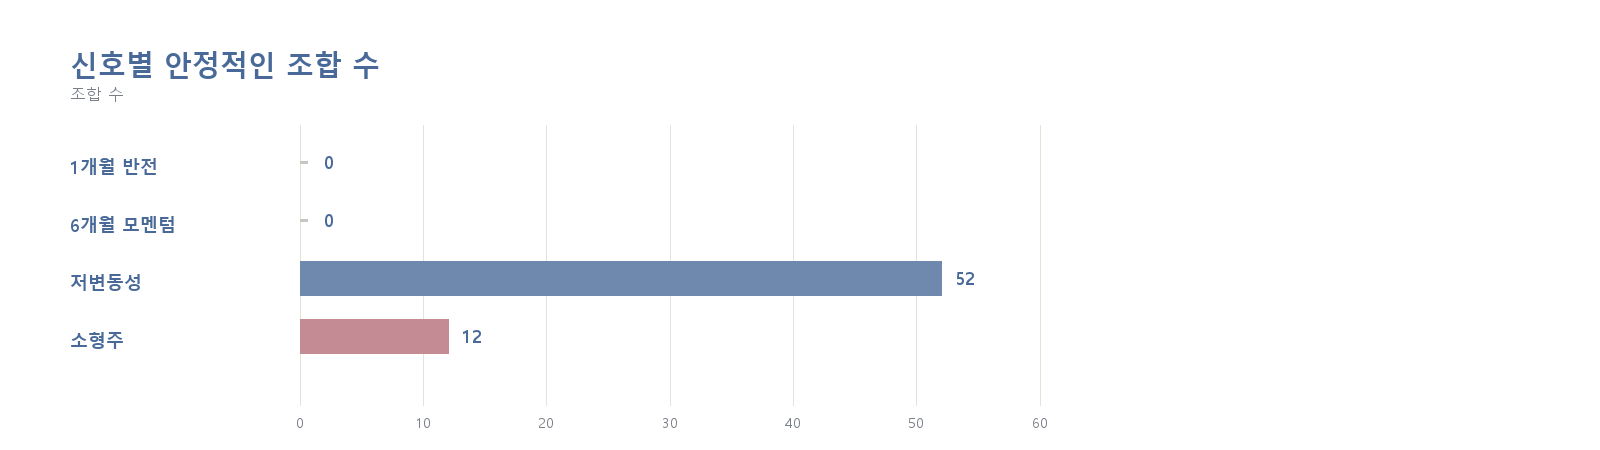 신호별 안정적인 조합 수
조합 수
1개월 반전
0
6개월 모멘텀
0
저변동성
52
소형주
12
0 10 20 30 40 50 60